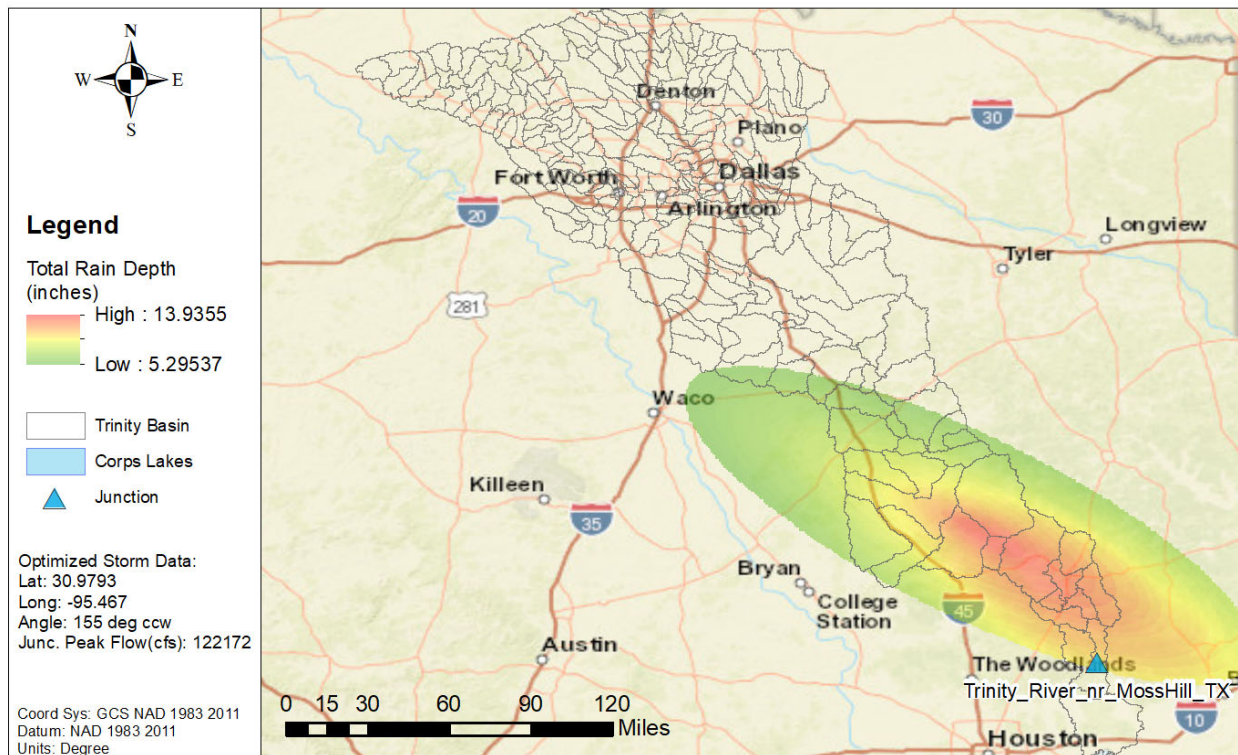 N
W E
S
Legend
Total Rain Depth
(inches)
High : 13.9355
Low : 5.29537
Trinity Basin
Corps Lakes
Junction
Optimized Storm Data:
Lat: 30.9793
Long: -95.467
Angle: 155 deg ccw
Junc. Peak Flow(cfs): 122172
Coord Sys: GCS NAD 1983 2011
Datum: NAD 1983 2011
Units: Degree
Denton
30
Plano
Fort Worth
Dallas
20
Arlington
Longview
Tyler
281
Waco
Killeen
35
Bryan
College
Station
45
Austin
The Woodlands
Trinity_River_nr_MossHill_TX
10
Houston
0 15 30 60 90 120
Miles